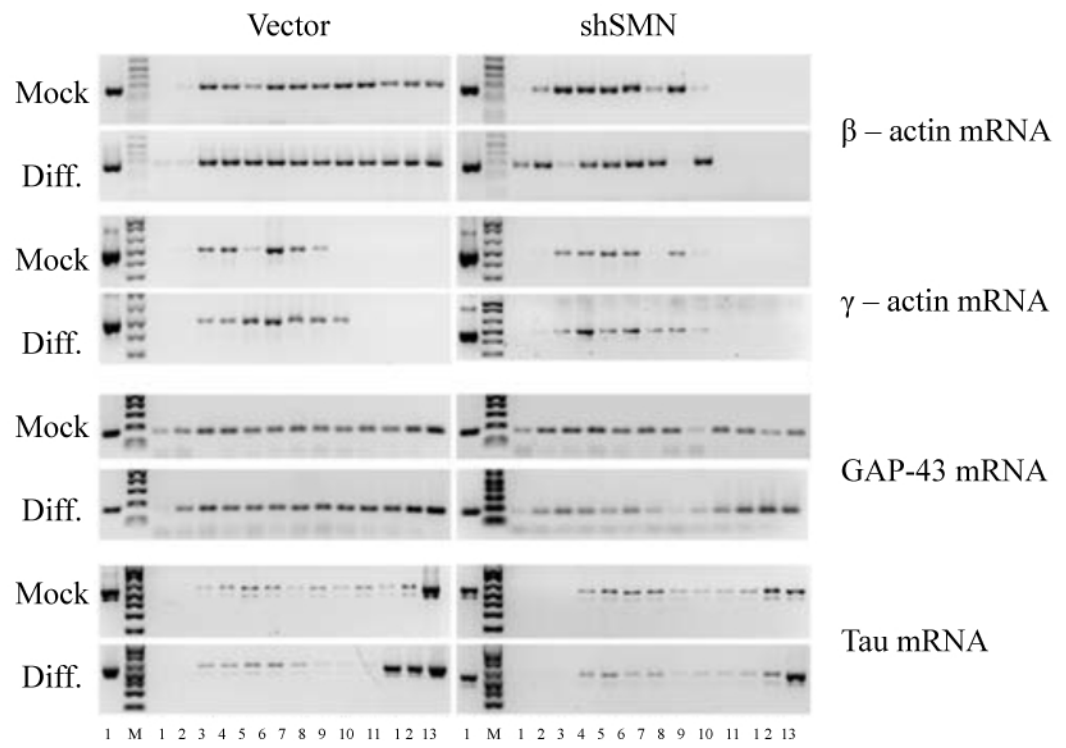 Vector shSMN
Mock
β – actin mRNA
Diff.
Mock
γ – actin mRNA
Diff.
Mock
GAP-43 mRNA
Diff.
Mock
Tau mRNA
Diff.
1 M 1 2 3 4 5 6 7 8 9 10 11 12 13 1 M 1 2 3 4 5 6 7 8 9 10 11 12 13